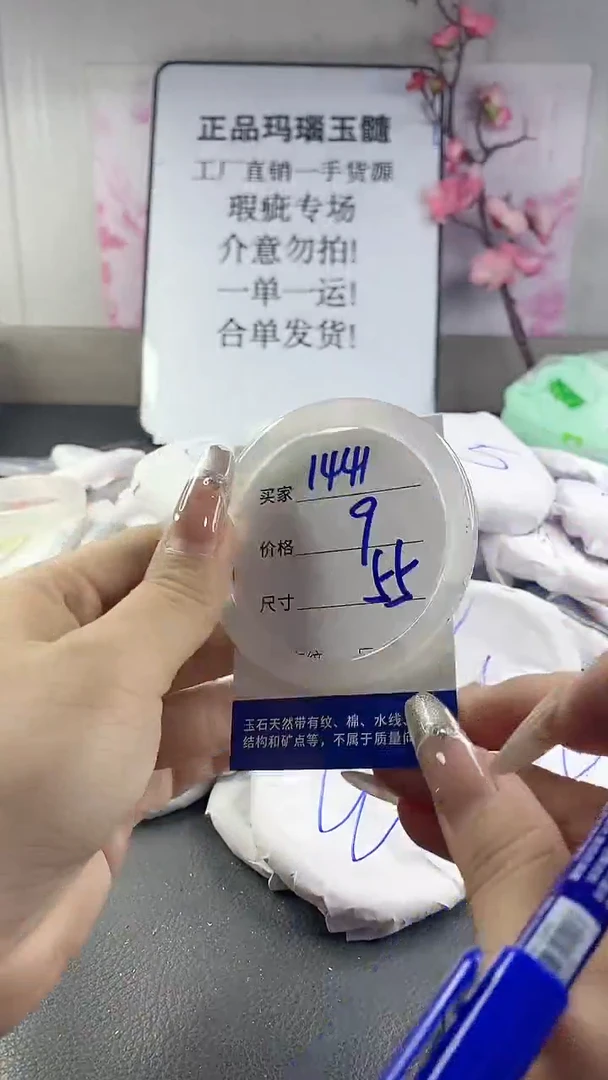 正品玛瑙玉髓
工厂直销一手货源
瑕疵专场
介意勿拍!
一单一运!
合单发货!
买家 1441
价格 9
尺寸 55
玉石天然带有纹、棉、水线、
结构和矿点等，不属于质量问